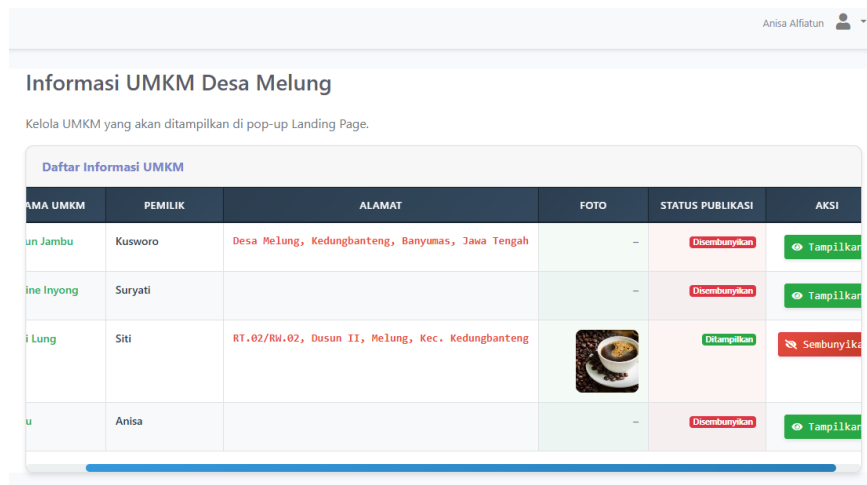 Anisa Alfiatun
Informasi UMKM Desa Melung
Kelola UMKM yang akan ditampilkan di pop-up Landing Page.
Daftar Informasi UMKM
AMA UMKM PEMILIK ALAMAT FOTO STATUS PUBLIKASI AKSI
un Jambu Kusworo Desa Melung, Kedungbanteng, Banyumas, Jawa Tengah – Disembunyikan Tampilkan
ine Inyong Suryati – Disembunyikan Tampilkan
i Lung Siti RT.02/RW.02, Dusun II, Melung, Kec. Kedungbanteng Ditampilkan Sembunyika
u Anisa – Disembunyikan Tampilkan